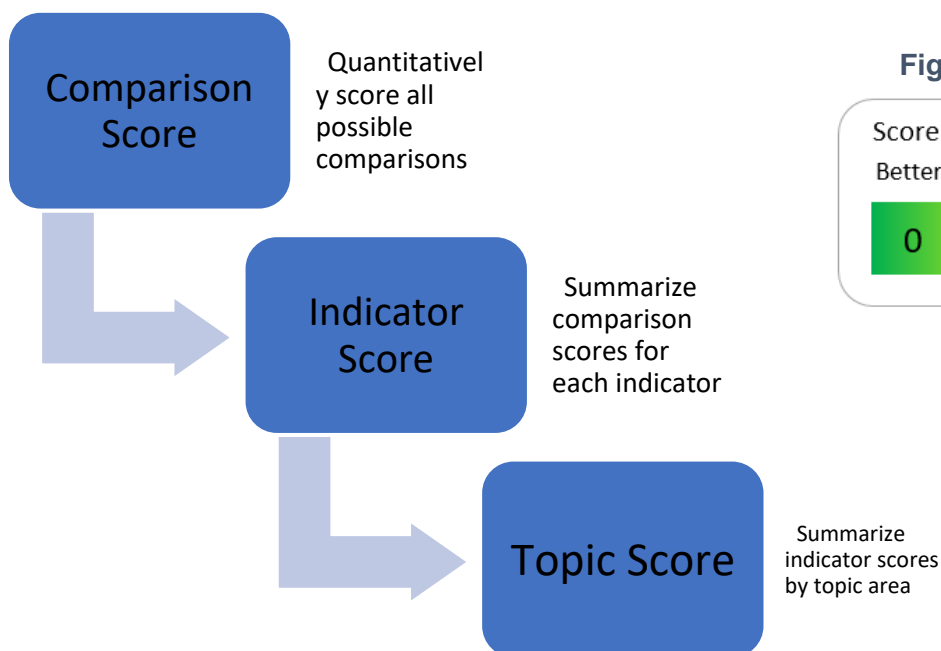 Comparison
Score
Quantitativel
y score all
possible
comparisons
Fig
Score
Better
0
Indicator
Score
Summarize
comparison
scores for
each indicator
Topic Score
Summarize
indicator scores
by topic area